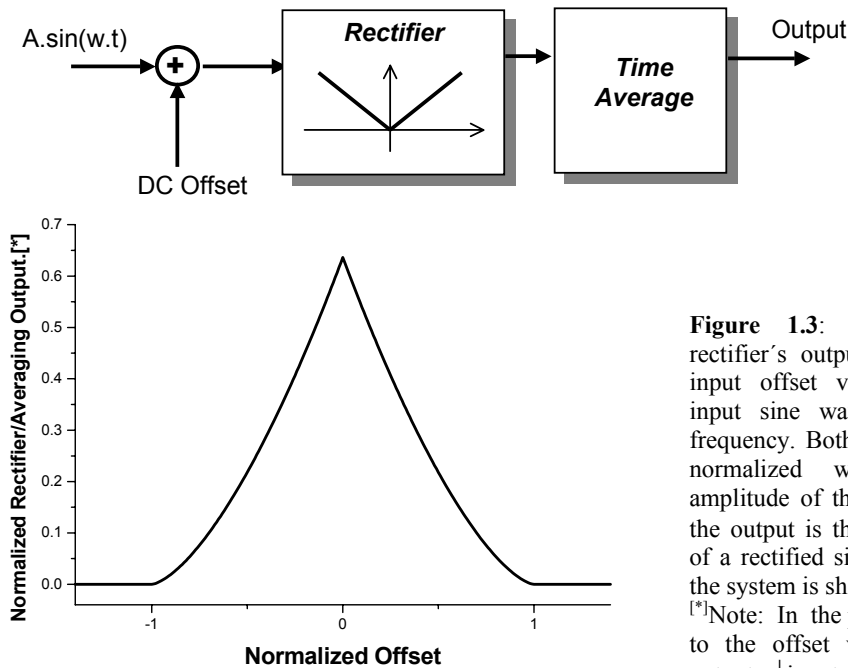 A.sin(w.t)
+
DC Offset
Rectifier
Time
Average
Output
Normalized Rectifier/Averaging Output.[*]
0.7
0.6
0.5
0.4
0.3
0.2
0.1
0.0
-1 0 1
Normalized Offset
Figure 1.3:
rectifier´s outpu
input offset v
input sine wa
frequency. Both
normalized w
amplitude of th
the output is th
of a rectified si
the system is sh
[*]Note: In the
to the offset